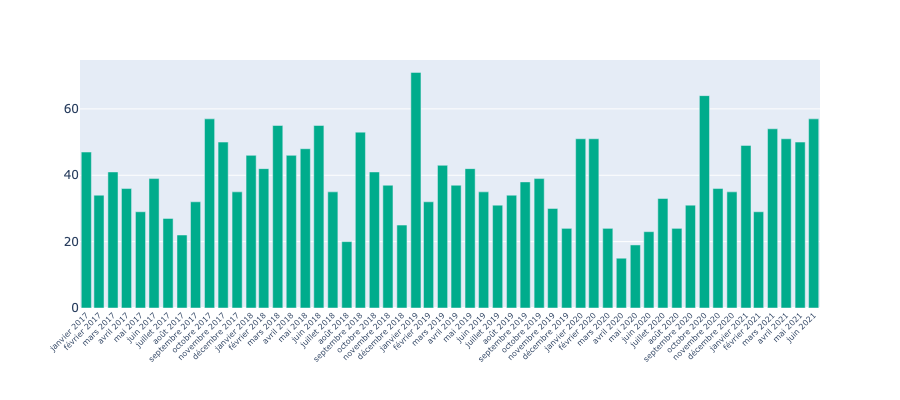 60
40
20
0
janvier 2017
février 2017
mars 2017
avril 2017
mai 2017
juin 2017
juillet 2017
août 2017
septembre 2017
octobre 2017
novembre 2017
décembre 2017
janvier 2018
février 2018
mars 2018
avril 2018
mai 2018
juin 2018
juillet 2018
août 2018
septembre 2018
octobre 2018
novembre 2018
décembre 2018
janvier 2019
février 2019
mars 2019
avril 2019
mai 2019
juin 2019
juillet 2019
août 2019
septembre 2019
octobre 2019
novembre 2019
décembre 2019
janvier 2020
février 2020
mars 2020
avril 2020
mai 2020
juin 2020
juillet 2020
août 2020
septembre 2020
octobre 2020
novembre 2020
décembre 2020
janvier 2021
février 2021
mars 2021
avril 2021
mai 2021
juin 2021